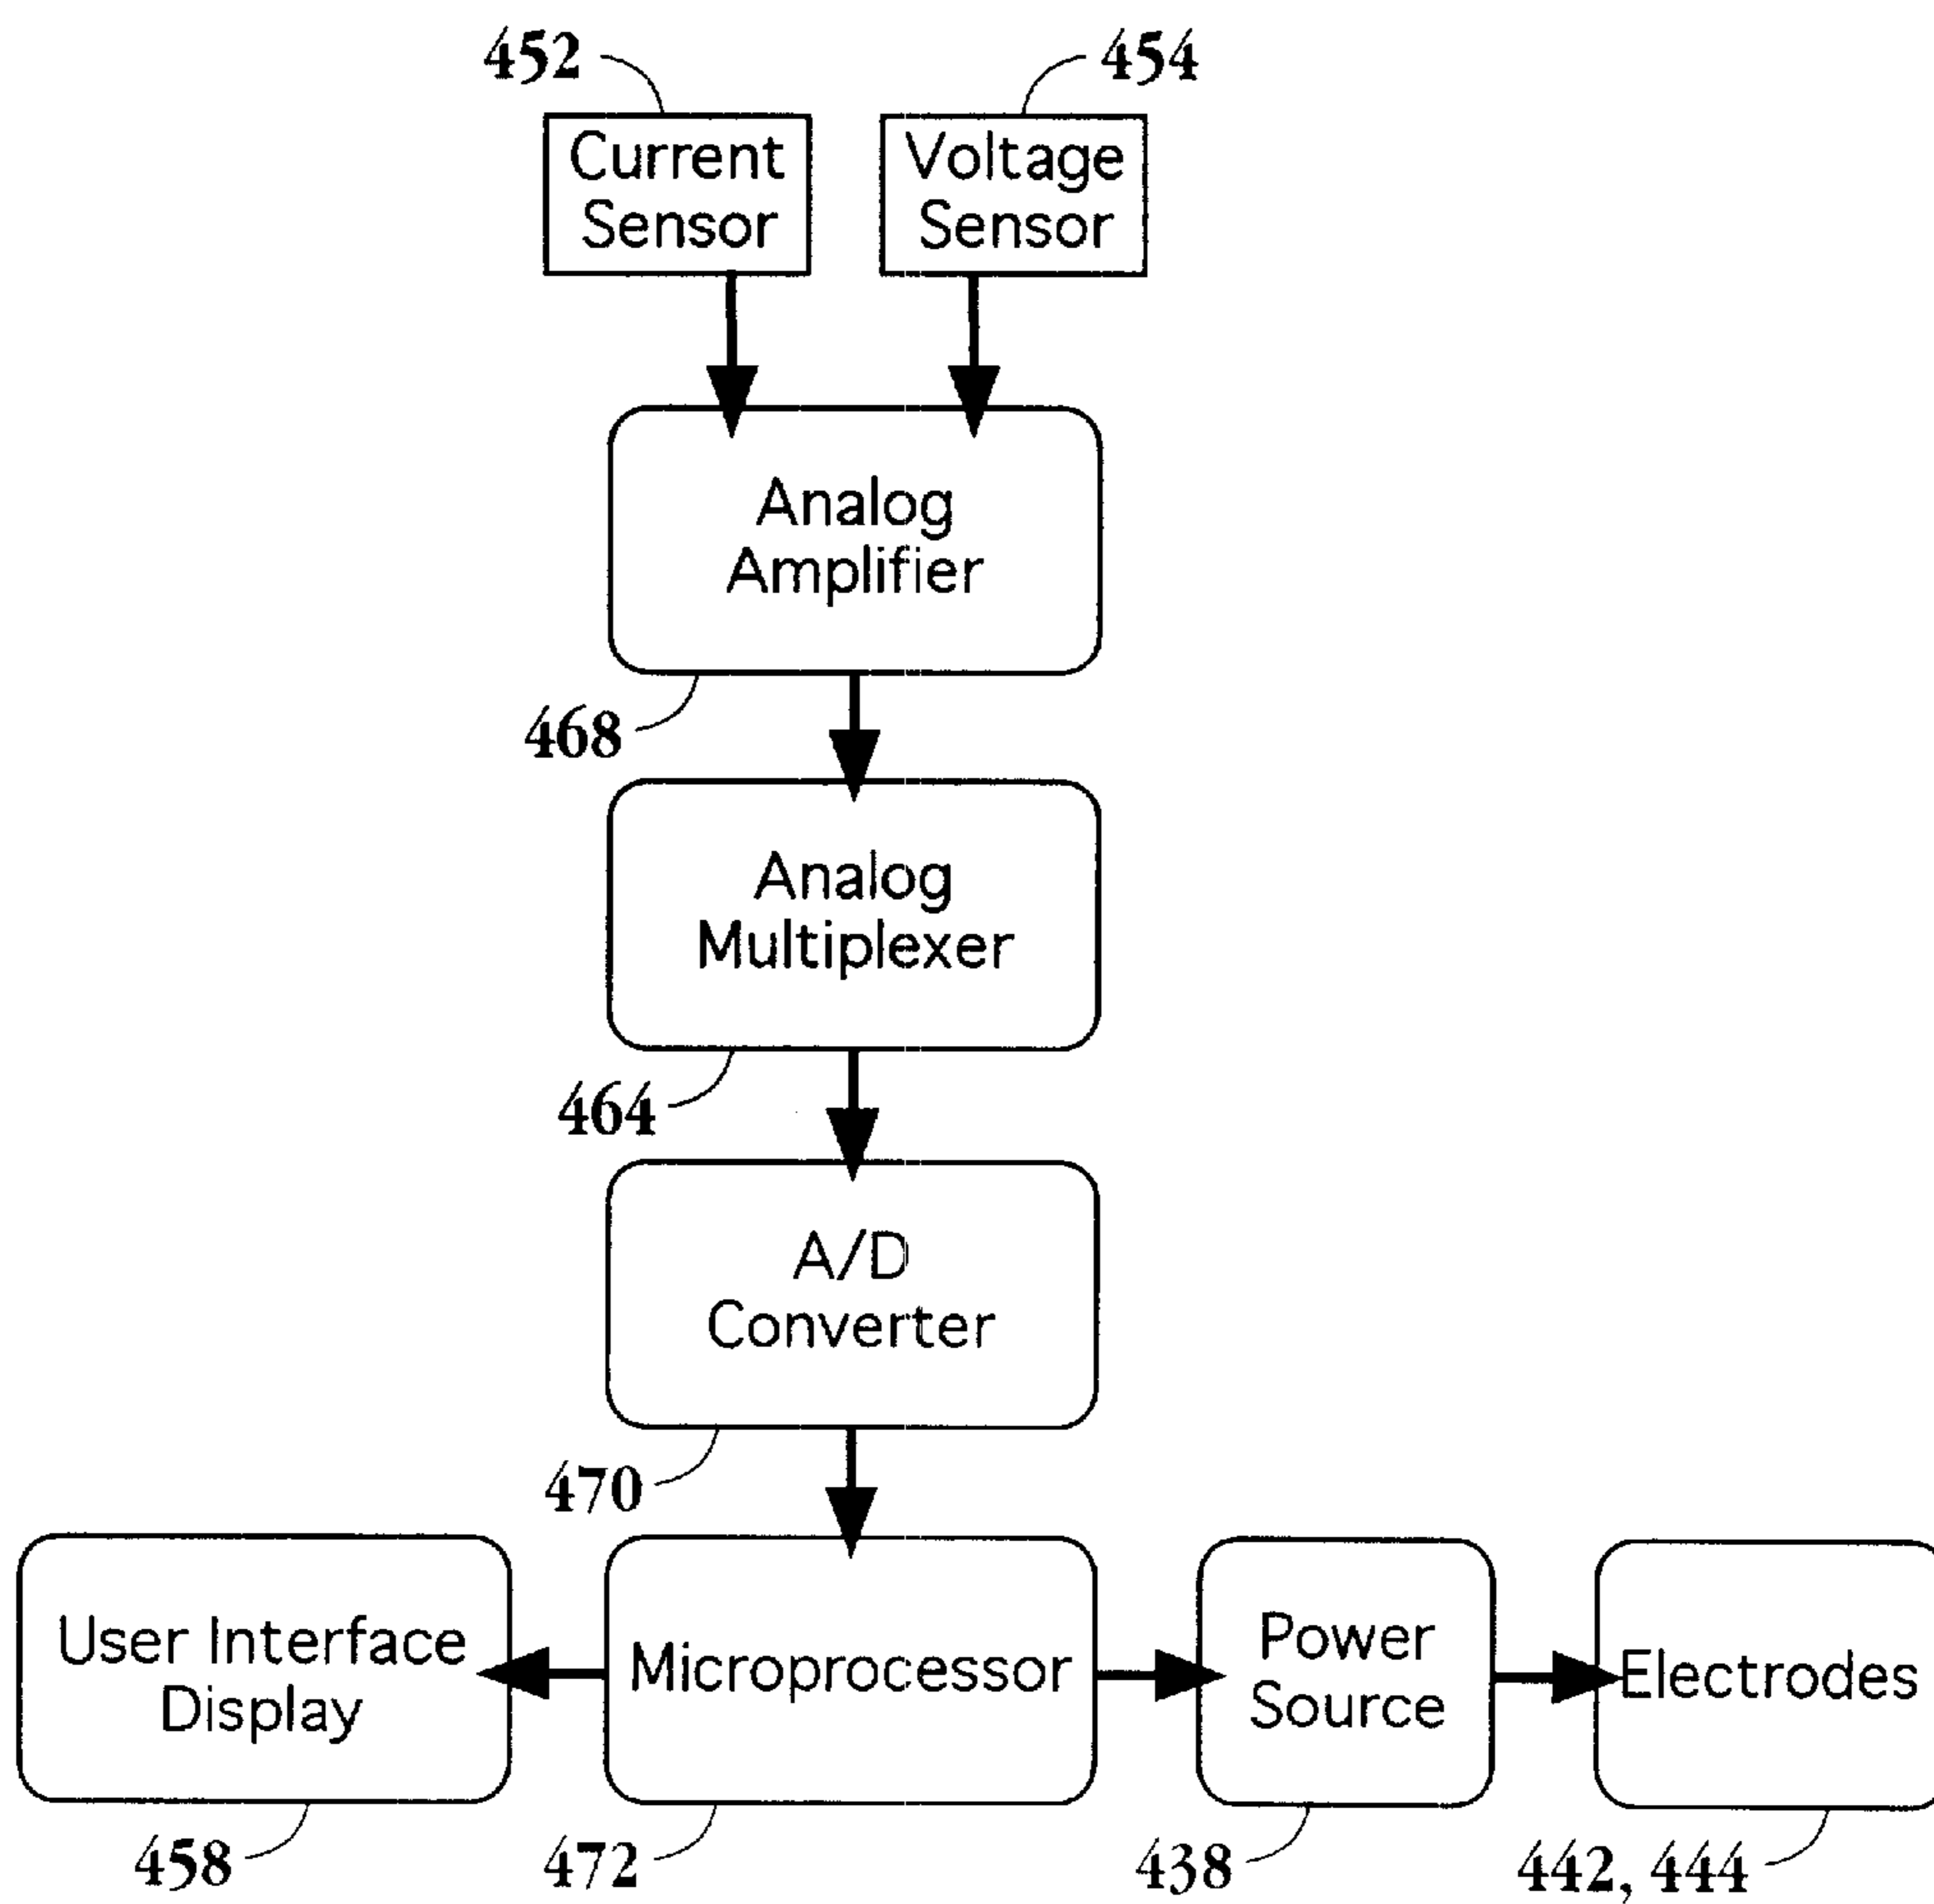 452
454
Current
Sensor
Voltage
Sensor
Analog
Amplifier
468
Analog
Multiplexer
464
A/D
Converter
470
User Interface
Display
Microprocessor
Power
Source
Electrodes
458
472
438
442, 444